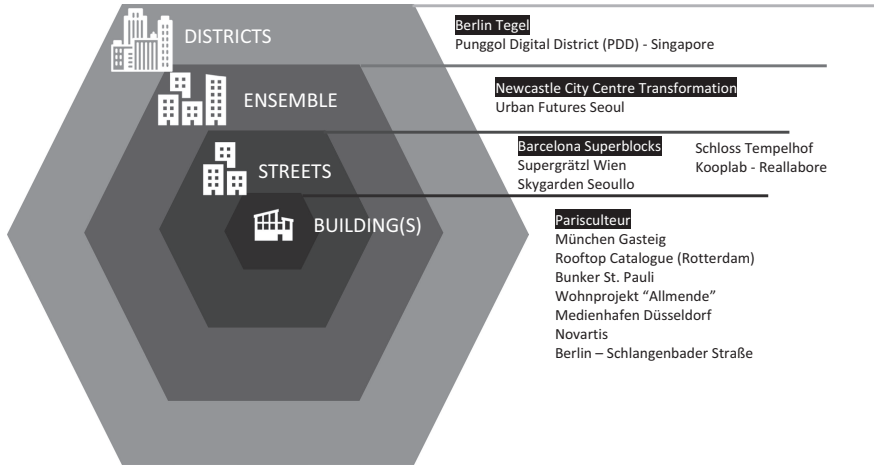 DISTRICTS
Berlin Tegel
Punggol Digital District (PDD) - Singapore
ENSEMBLE
Newcastle City Centre Transformation
Urban Futures Seoul
STREETS
Barcelona Superblocks
Supergrätzl Wien
Skygarden Seoullo
Schloss Tempelhof
Kooplab - Reallabore
BUILDING(S)
Parisculteur
München Gasteig
Rooftop Catalogue (Rotterdam)
Bunker St. Pauli
Wohnprojekt “Allmende”
Medienhafen Düsseldorf
Novartis
Berlin – Schlangenbader Straße